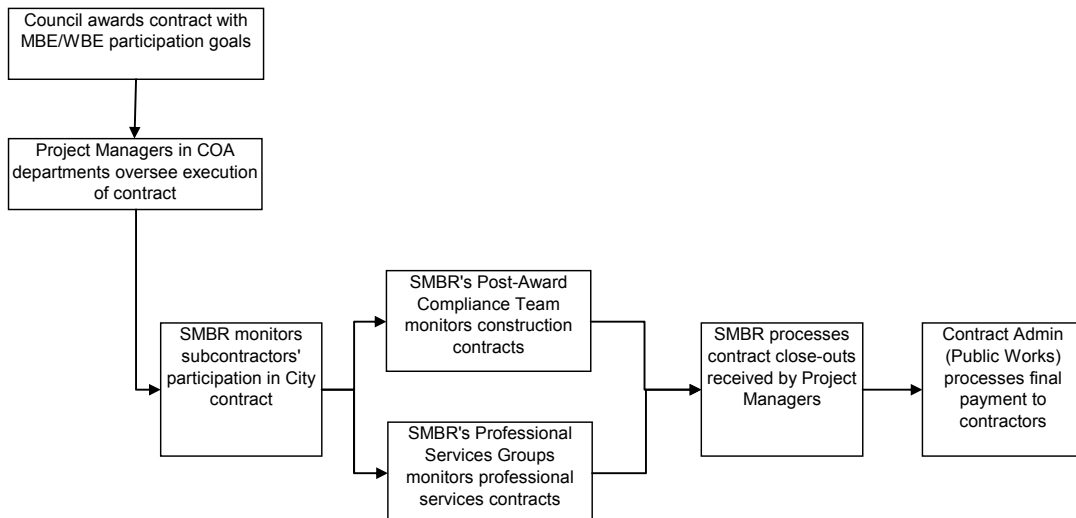 Council awards contract with
MBE/WBE participation goals
Project Managers in COA
departments oversee execution
of contract
SMBR monitors
subcontractors'
participation in City
contract
SMBR's Post-Award
Compliance Team
monitors construction
contracts
SMBR's Professional
Services Groups
monitors professional
services contracts
SMBR processes
contract close-outs
received by Project
Managers
Contract Admin
(Public Works)
processes final
payment to
contractors